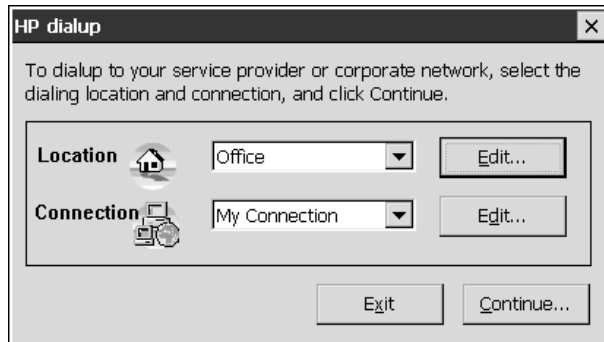 HP dialup
To dialup to your service provider or corporate network, select the
dialing location and connection, and click Continue.
Location Office Edit...
Connection My Connection Edit...
Exit Continue...